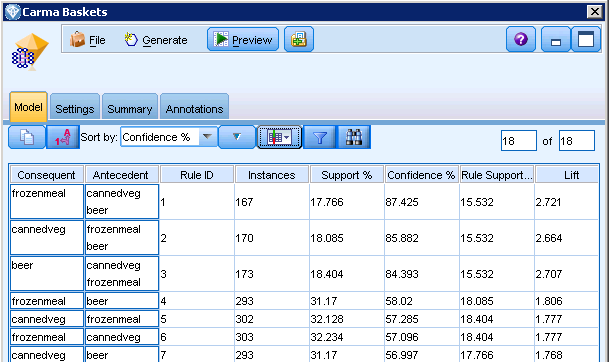 Carma Baskets
File Generate Preview
Model Settings Summary Annotations
Sort by: Confidence % 18 of 18
Consequent Antecedent Rule ID Instances Support % Confidence % Rule Support... Lift
frozenmeal cannedveg beer 1 167 17.766 87.425 15.532 2.721
cannedveg frozenmeal beer 2 170 18.085 85.882 15.532 2.664
beer cannedveg frozenmeal 3 173 18.404 84.393 15.532 2.707
frozenmeal beer 4 293 31.17 58.02 18.085 1.806
cannedveg frozenmeal 5 302 32.128 57.285 18.404 1.777
frozenmeal cannedveg 6 303 32.234 57.096 18.404 1.777
cannedveg beer 7 293 31.17 56.997 17.766 1.768